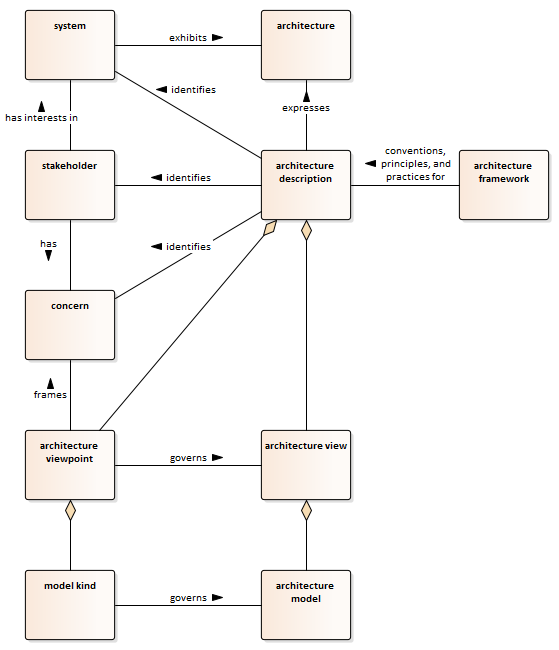 system
exhibits
architecture
identifies
has interests in
expresses
stakeholder
identifies
architecture
description
conventions,
principles, and
practices for
architecture
framework
has
identifies
concern
frames
architecture
viewpoint
governs
architecture view
model kind
governs
architecture
model